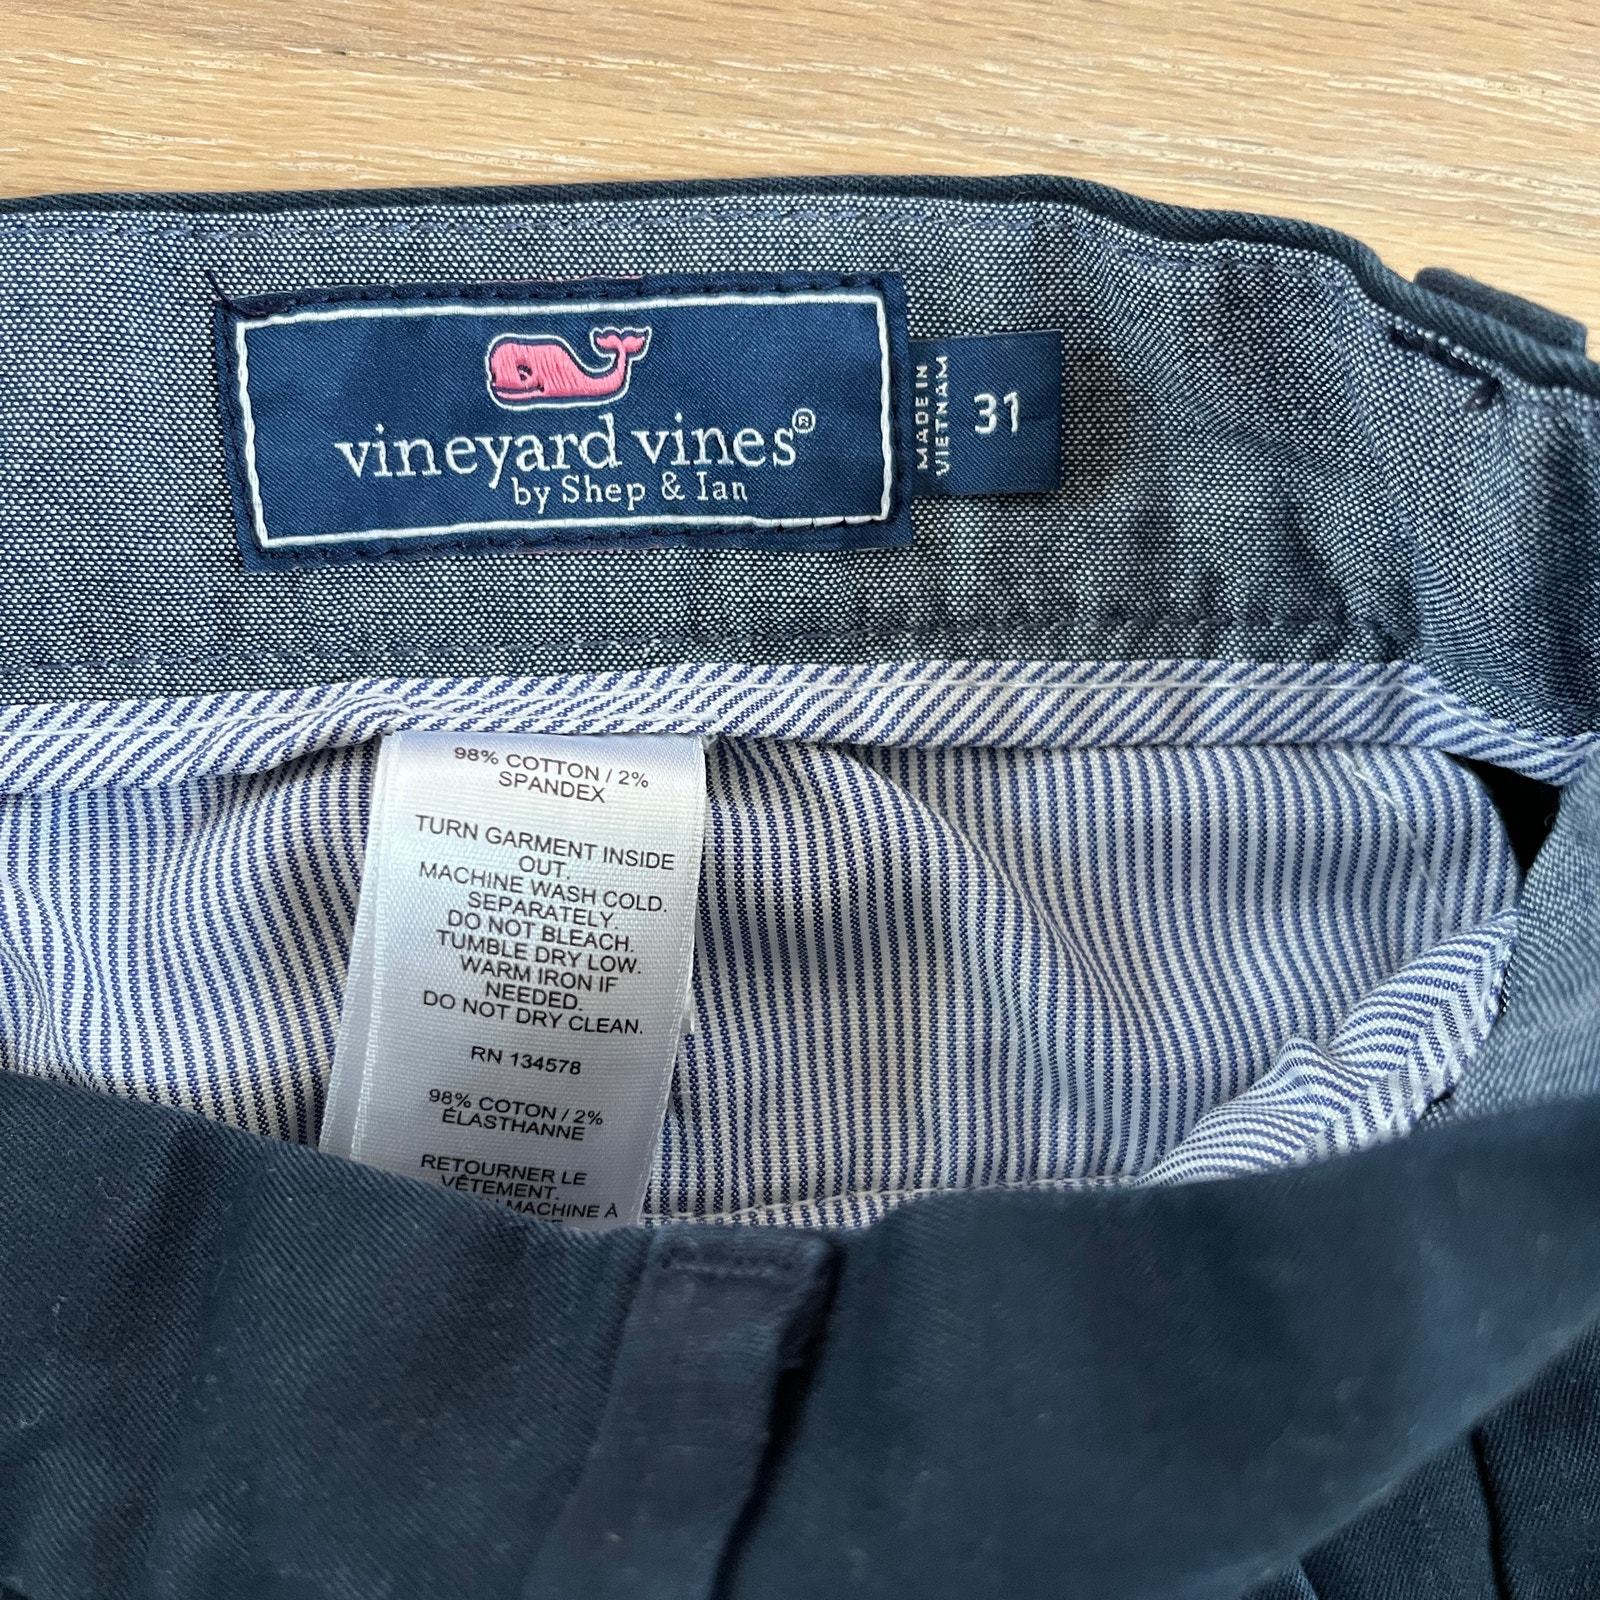 vineyard vines®
by Shep & Ian
MADE IN
VIETNAM
31
98% COTTON / 2%
SPANDEX
TURN GARMENT INSIDE
OUT.
MACHINE WASH COLD.
SEPARATELY.
DO NOT BLEACH.
TUMBLE DRY LOW.
WARM IRON IF
NEEDED.
DO NOT DRY CLEAN.
RN 134578
98% COTON / 2%
ÉLASTHANNE
RETOURNER LE
VÊTEMENT.
MACHINE À